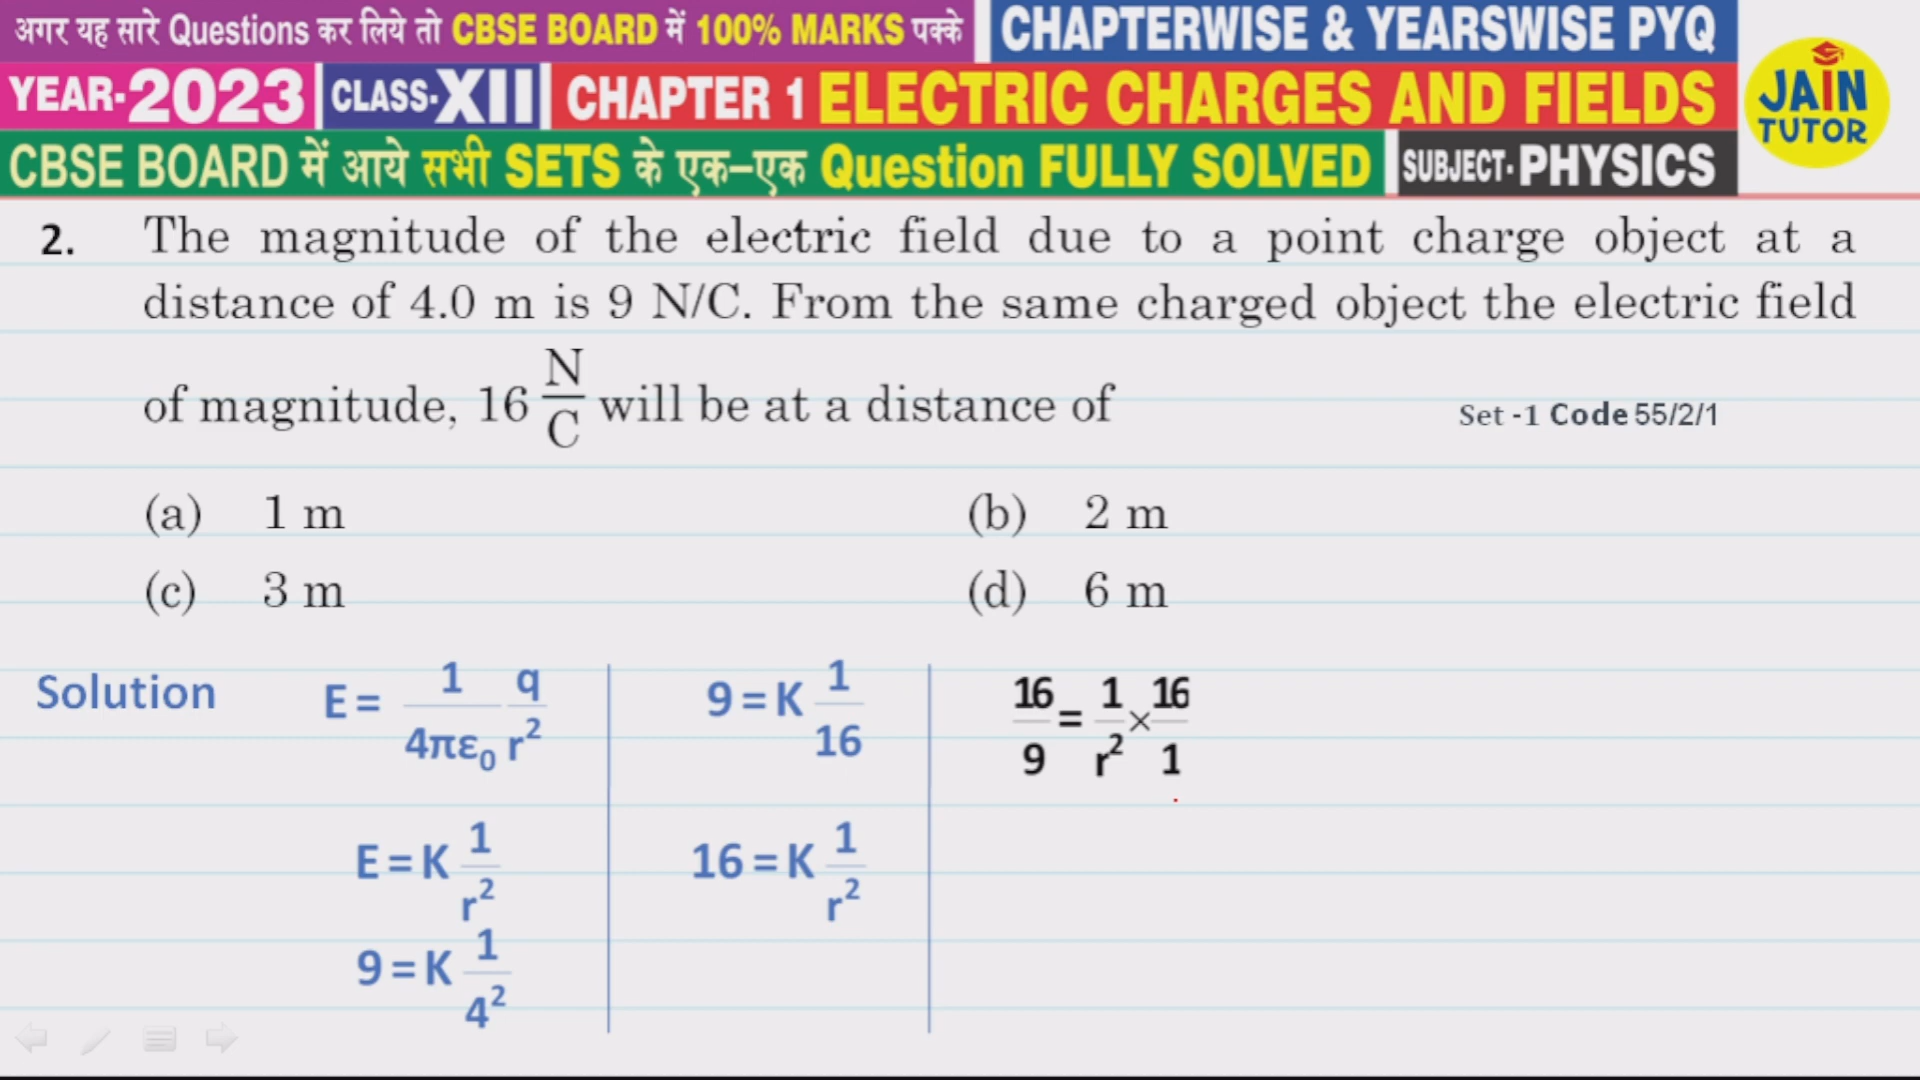 अगर यह सारे Questions कर लिये तो CBSE BOARD में 100% MARKS पक्के
CHAPTERWISE & YEARSWISE PYQ
YEAR-2023 CLASS-XII CHAPTER 1 ELECTRIC CHARGES AND FIELDS
JAIN TUTOR
CBSE BOARD में आये सभी SETS के एक–एक Question FULLY SOLVED SUBJECT-PHYSICS
2. The magnitude of the electric field due to a point charge object at a
distance of 4.0 m is 9 N/C. From the same charged object the electric field
of magnitude, 16 N/C will be at a distance of
Set -1 Code 55/2/1
(a) 1 m (b) 2 m
(c) 3 m (d) 6 m
Solution
E = 1/4πε₀ q/r²
E = K 1/r²
9 = K 1/4²
9 = K 1/16
16 = K 1/r²
16/9 = 1/r² × 16/1